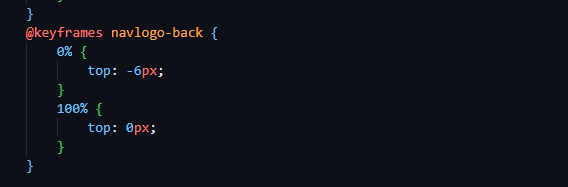 }
@keyframes navlogo-back {
    0% {
        top: -6px;
    }
    100% {
        top: 0px;
    }
}